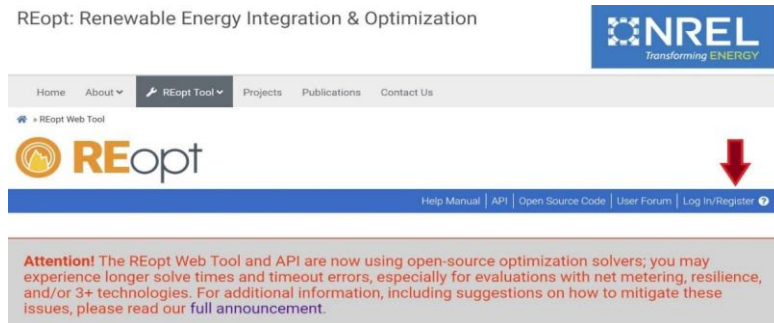 REopt: Renewable Energy Integration & Optimization
NREL
Transforming ENERGY
Home About REopt Tool Projects Publications Contact Us
» REopt Web Tool
REopt
Help Manual | API | Open Source Code | User Forum | Log In/Register ?
Attention! The REopt Web Tool and API are now using open-source optimization solvers; you may
experience longer solve times and timeout errors, especially for evaluations with net metering, resilience,
and/or 3+ technologies. For additional information, including suggestions on how to mitigate these
issues, please read our full announcement.